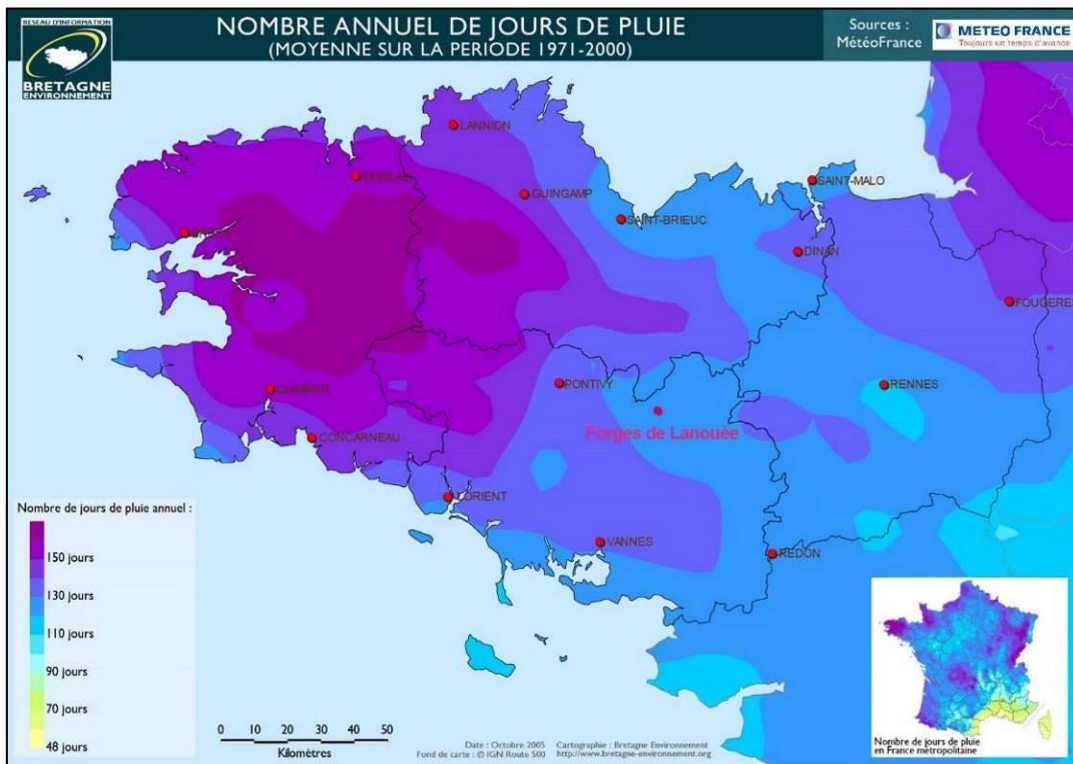 RESEAU D'INFORMATION
BRETAGNE
ENVIRONNEMENT
NOMBRE ANNUEL DE JOURS DE PLUIE
(MOYENNE SUR LA PERIODE 1971-2000)
Sources :
MétéoFrance
METEO FRANCE
Toujours un temps d'avance
LANNION
MORLAIX
GUINGAMP
SAINT-MALO
SAINT-BRIEUC
BREST
DINAN
FOUGERES
PONTIVY
RENNES
QUIMPER
Forges de Lanouée
CONCARNEAU
LORIENT
VANNES
REDON
Nombre de jours de pluie annuel :
150 jours
130 jours
110 jours
90 jours
70 jours
48 jours
0 10 20 30 40 50
Kilomètres
Date : Octobre 2005 Cartographie : Bretagne Environnement
Fond de carte : © IGN Route 500 http://www.bretagne-environnement.org
Nombre de jours de pluie
en France métropolitaine